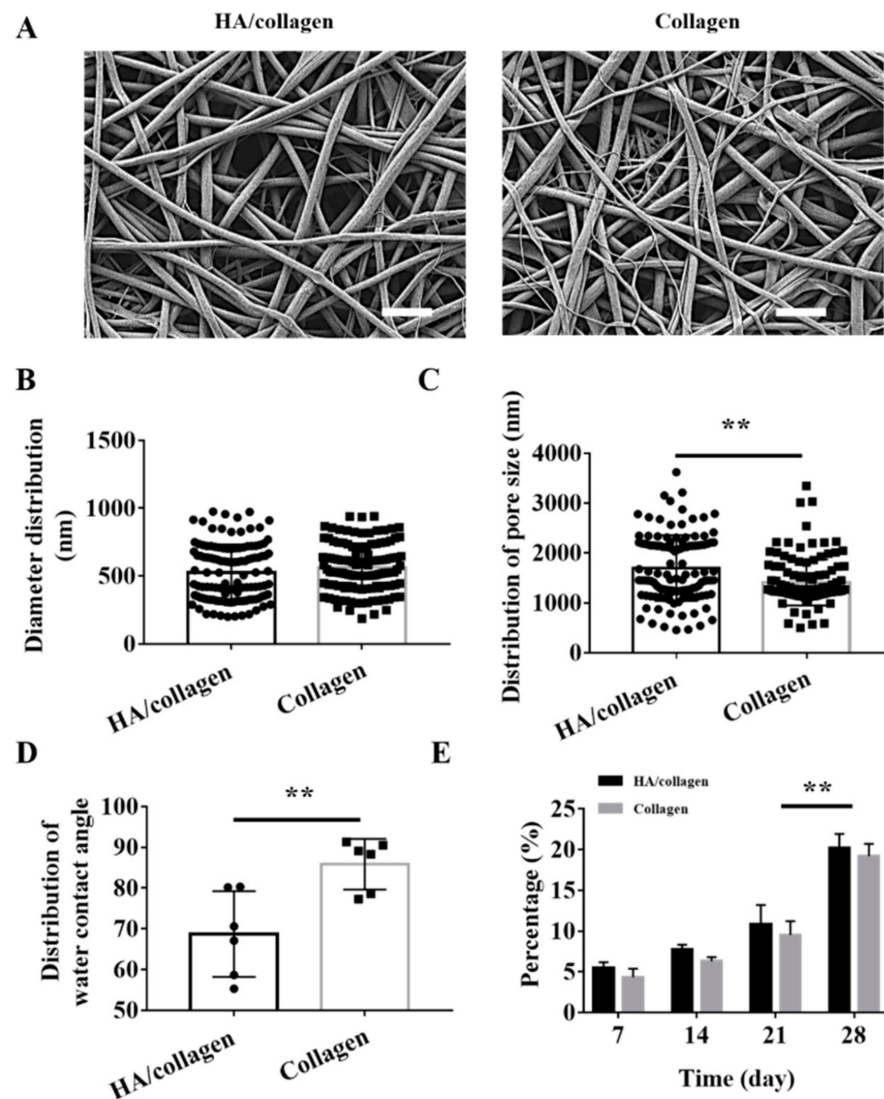 A
HA/collagen
Collagen
B
Diameter distribution
(nm)
1500
1000
500
0
HA/collagen
Collagen
C
Distribution of pore size (nm)
**
4000
3000
2000
1000
0
HA/collagen
Collagen
D
Distribution of
water contact angle
**
100
90
80
70
60
50
HA/collagen
Collagen
E
HA/collagen
Collagen
**
Percentage (%)
25
20
15
10
5
0
7 14 21 28
Time (day)